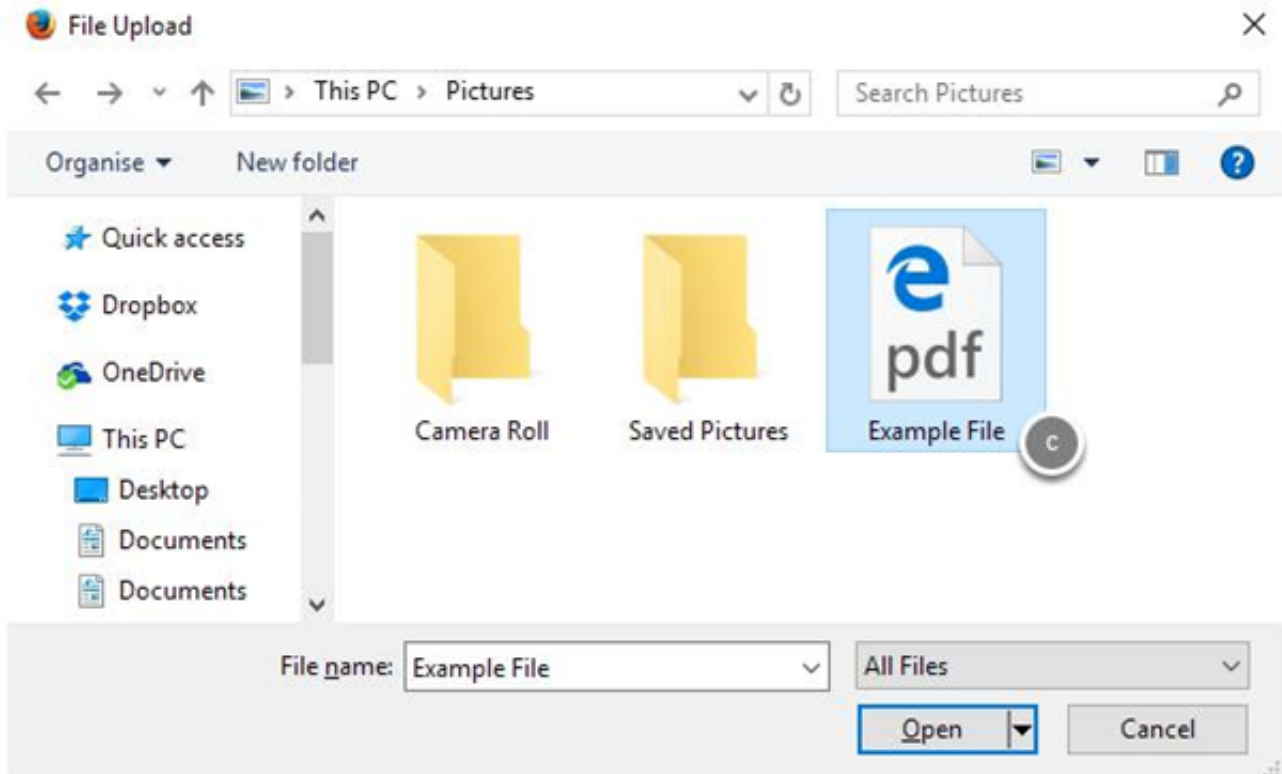 File Upload
This PC > Pictures
Search Pictures
Organise
New folder
Quick access
Dropbox
OneDrive
This PC
Desktop
Documents
Documents
e
pdf
Camera Roll
Saved Pictures
Example File
c
File name: Example File
All Files
Open
Cancel